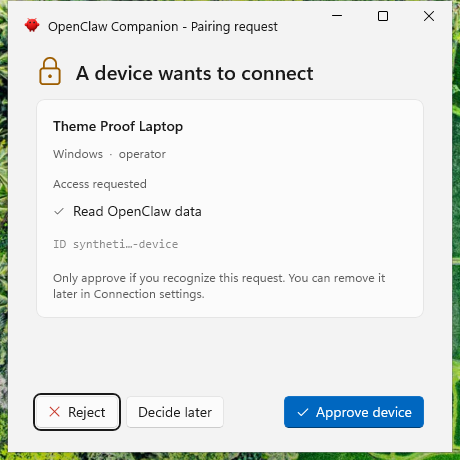 OpenClaw Companion - Pairing request
A device wants to connect
Theme Proof Laptop
Windows · operator
Access requested
Read OpenClaw data
ID syntheti…-device
Only approve if you recognize this request. You can remove it
later in Connection settings.
Reject
Decide later
Approve device